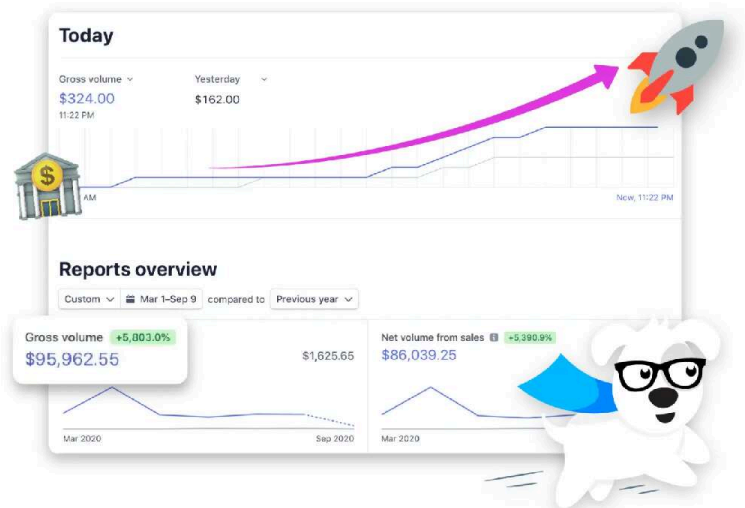 Today
Gross volume
Yesterday
$324.00
$162.00
11:22 PM
$
AM
Now, 11:22 PM
Reports overview
Custom
Mar 1–Sep 9
compared to
Previous year
Gross volume +5,803.0%
$95,962.55
$1,625.65
Net volume from sales +5,390.9%
$86,039.25
Mar 2020
Sep 2020
Mar 2020